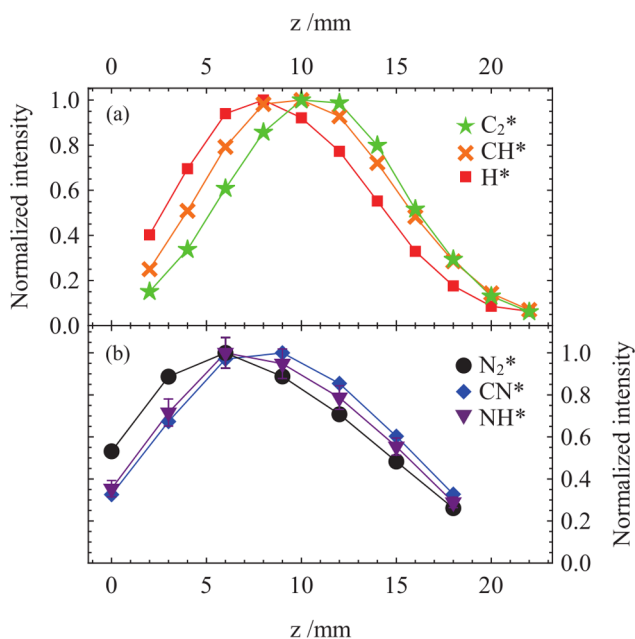 z /mm
0 5 10 15 20
(a)
Normalized intensity
1.0
0.8
0.6
0.4
0.2
0.0
C₂*
CH*
H*
(b)
N₂*
CN*
NH*
1.0
0.8
0.6
0.4
0.2
0.0
Normalized intensity
0 5 10 15 20
z /mm